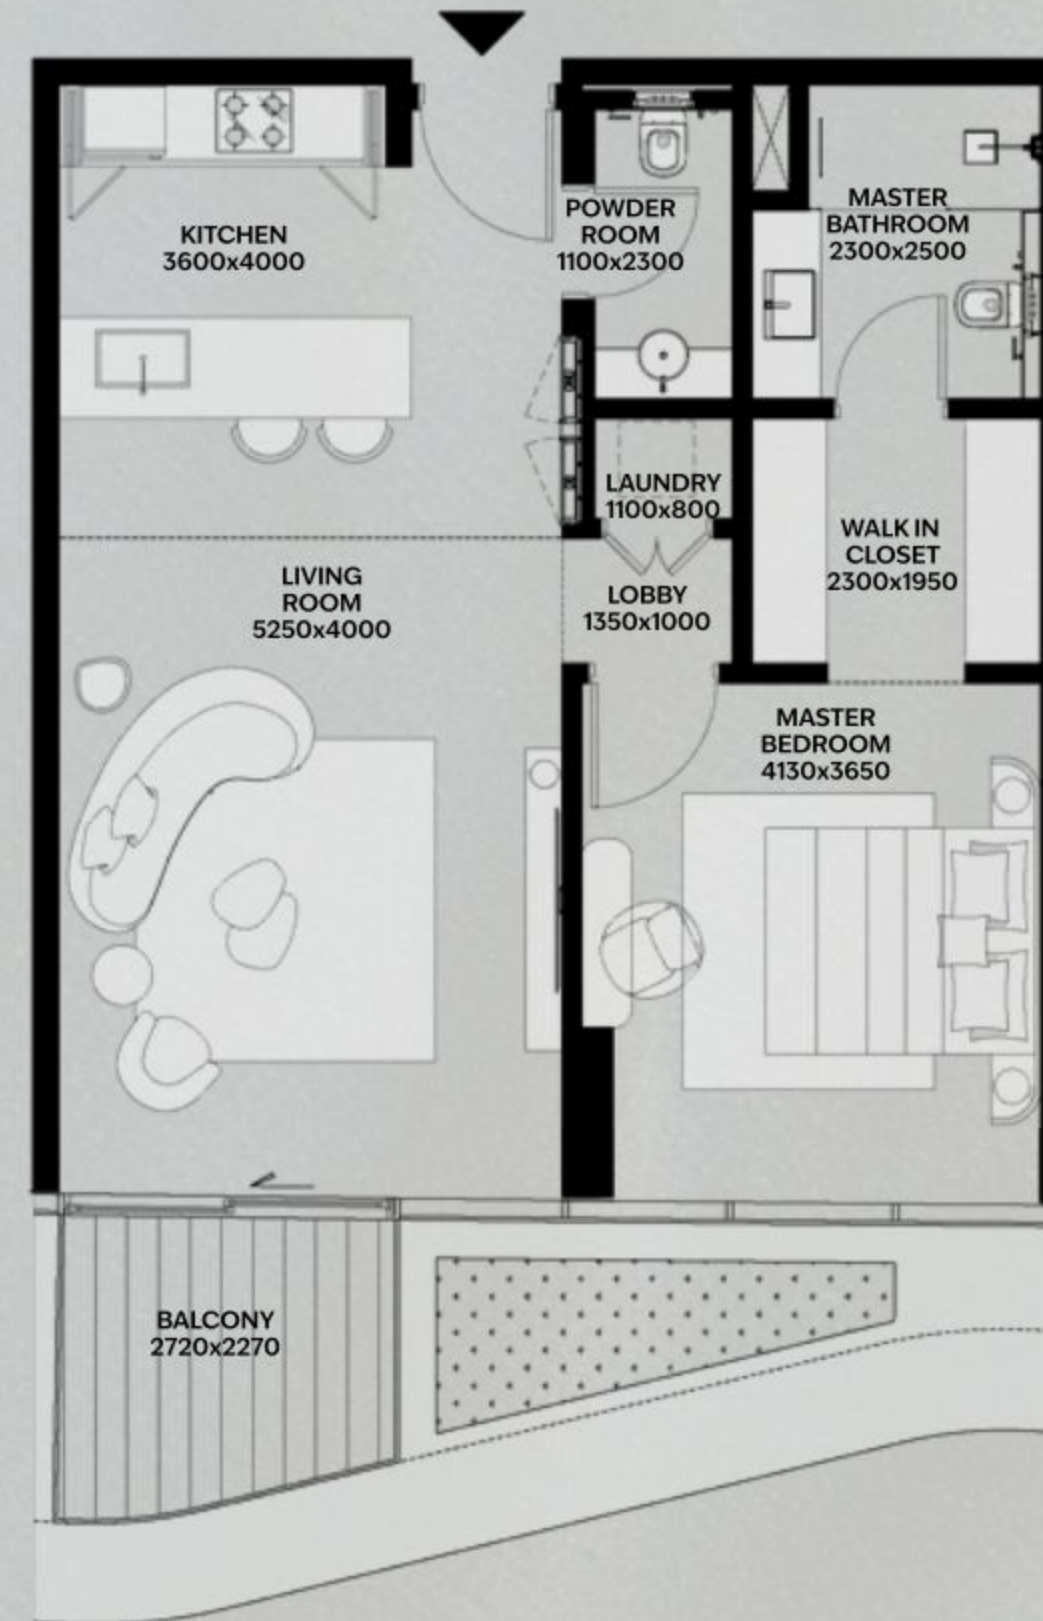 KITCHEN
3600x4000
POWDER
ROOM
1100x2300
MASTER
BATHROOM
2300x2500
LAUNDRY
1100x800
WALK IN
CLOSET
2300x1950
LIVING
ROOM
5250x4000
LOBBY
1350x1000
MASTER
BEDROOM
4130x3650
BALCONY
2720x2270